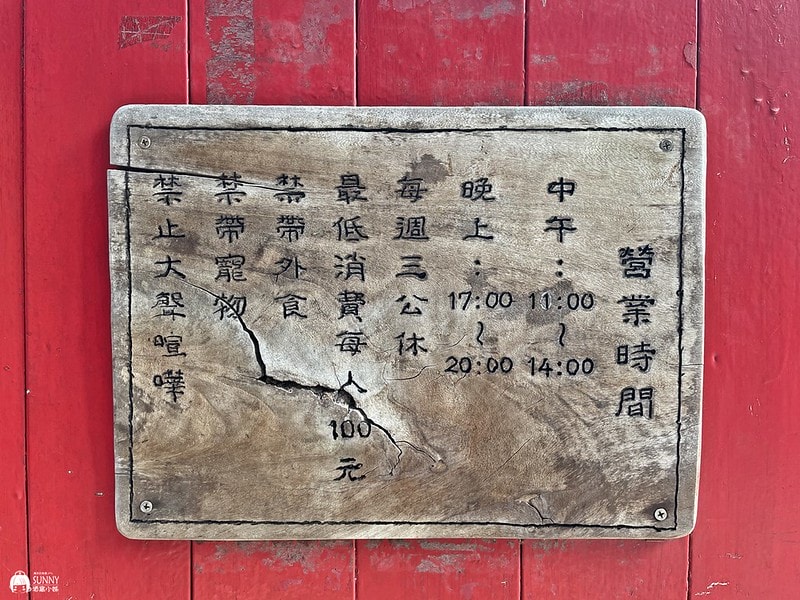 營業時間
中午：11:00～14:00
晚上：17:00～20:00
每週三公休
最低消費每人100元
禁帶外食
禁帶寵物
禁止大聲喧嘩
SUNNY